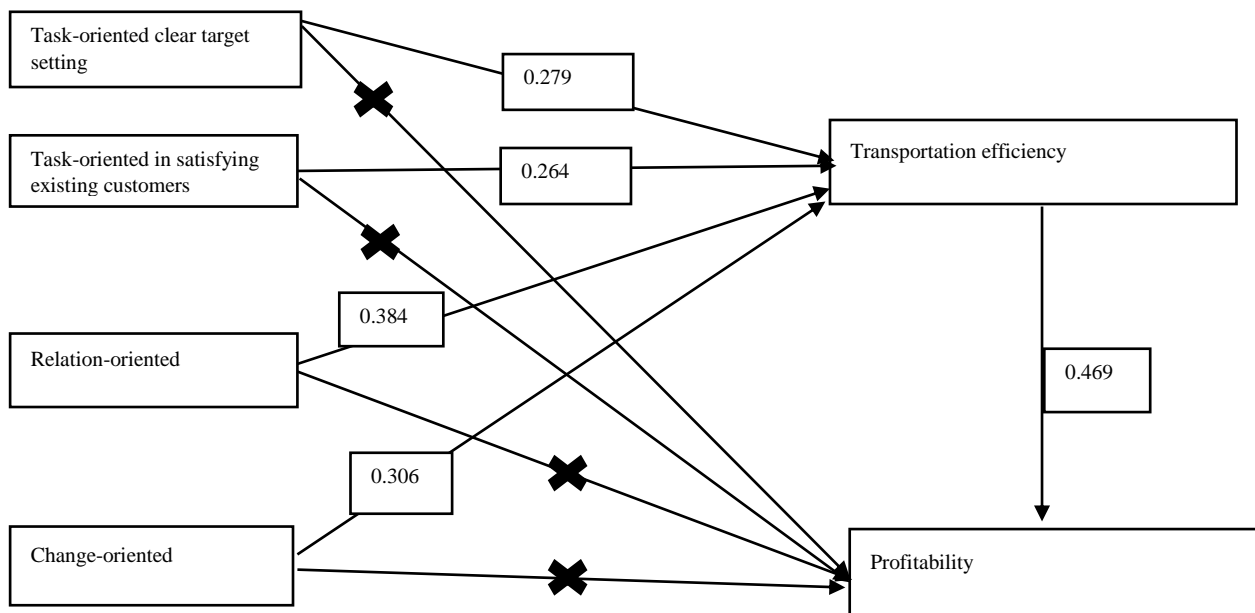 Task-oriented clear target
setting
0.279
Task-oriented in satisfying
existing customers
0.264
Transportation efficiency
0.384
Relation-oriented
0.469
0.306
Change-oriented
Profitability